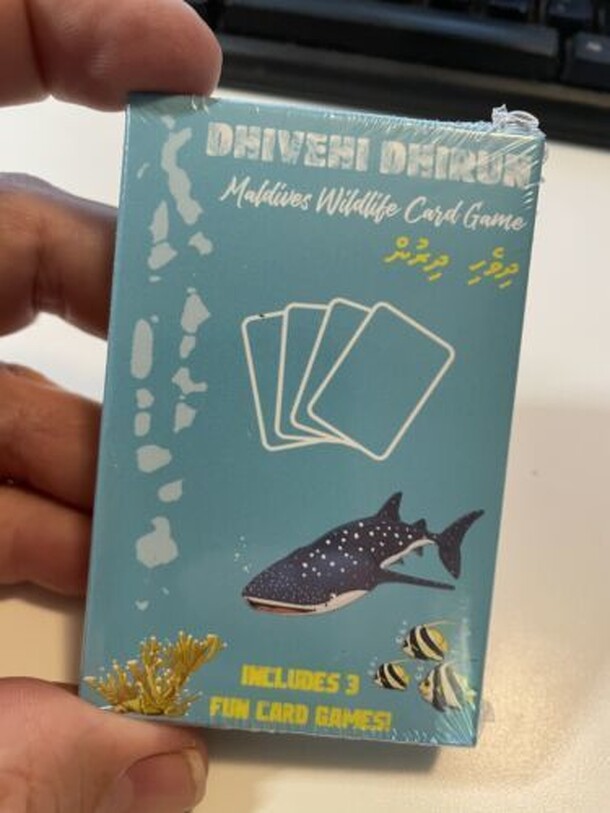 DHIVEHI DHIRUN
Maldives Wildlife Card Game
ދިވެހި ދިރުން
INCLUDES 3
FUN CARD GAMES!